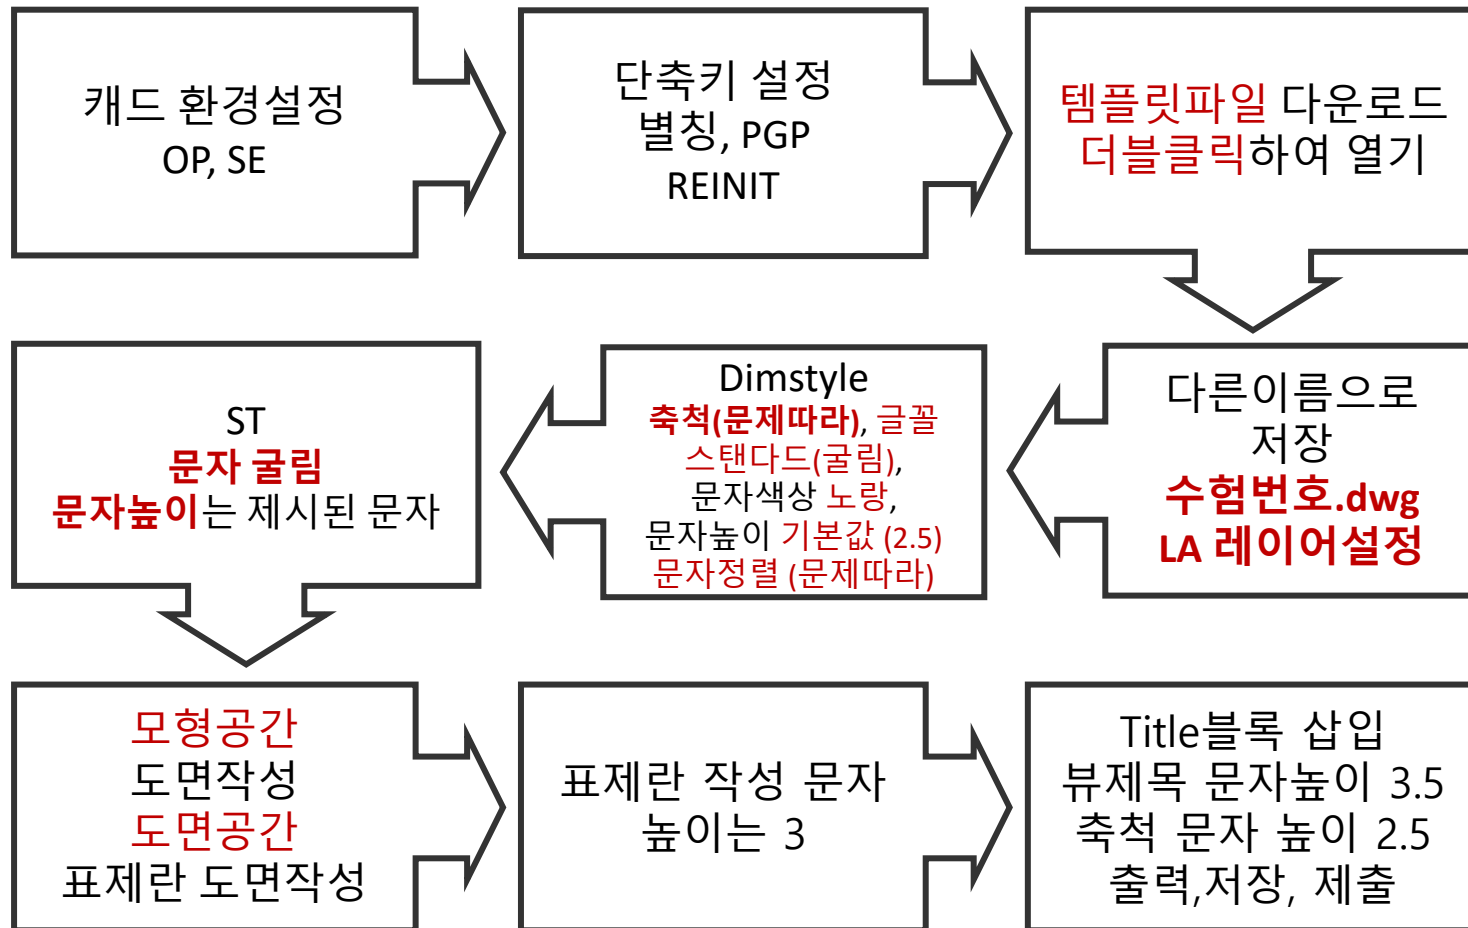 캐드 환경설정
OP, SE
단축키 설정
별칭, PGP
REINIT
템플릿파일 다운로드
더블클릭하여 열기
다른이름으로
저장
수험번호.dwg
LA 레이어설정
Dimstyle
축척(문제따라), 글꼴
스탠다드(굴림),
문자색상 노랑,
문자높이 기본값 (2.5)
문자정렬 (문제따라)
ST
문자 굴림
문자높이는 제시된 문자
모형공간
도면작성
도면공간
표제란 도면작성
표제란 작성 문자
높이는 3
Title블록 삽입
뷰제목 문자높이 3.5
축척 문자 높이 2.5
출력,저장, 제출